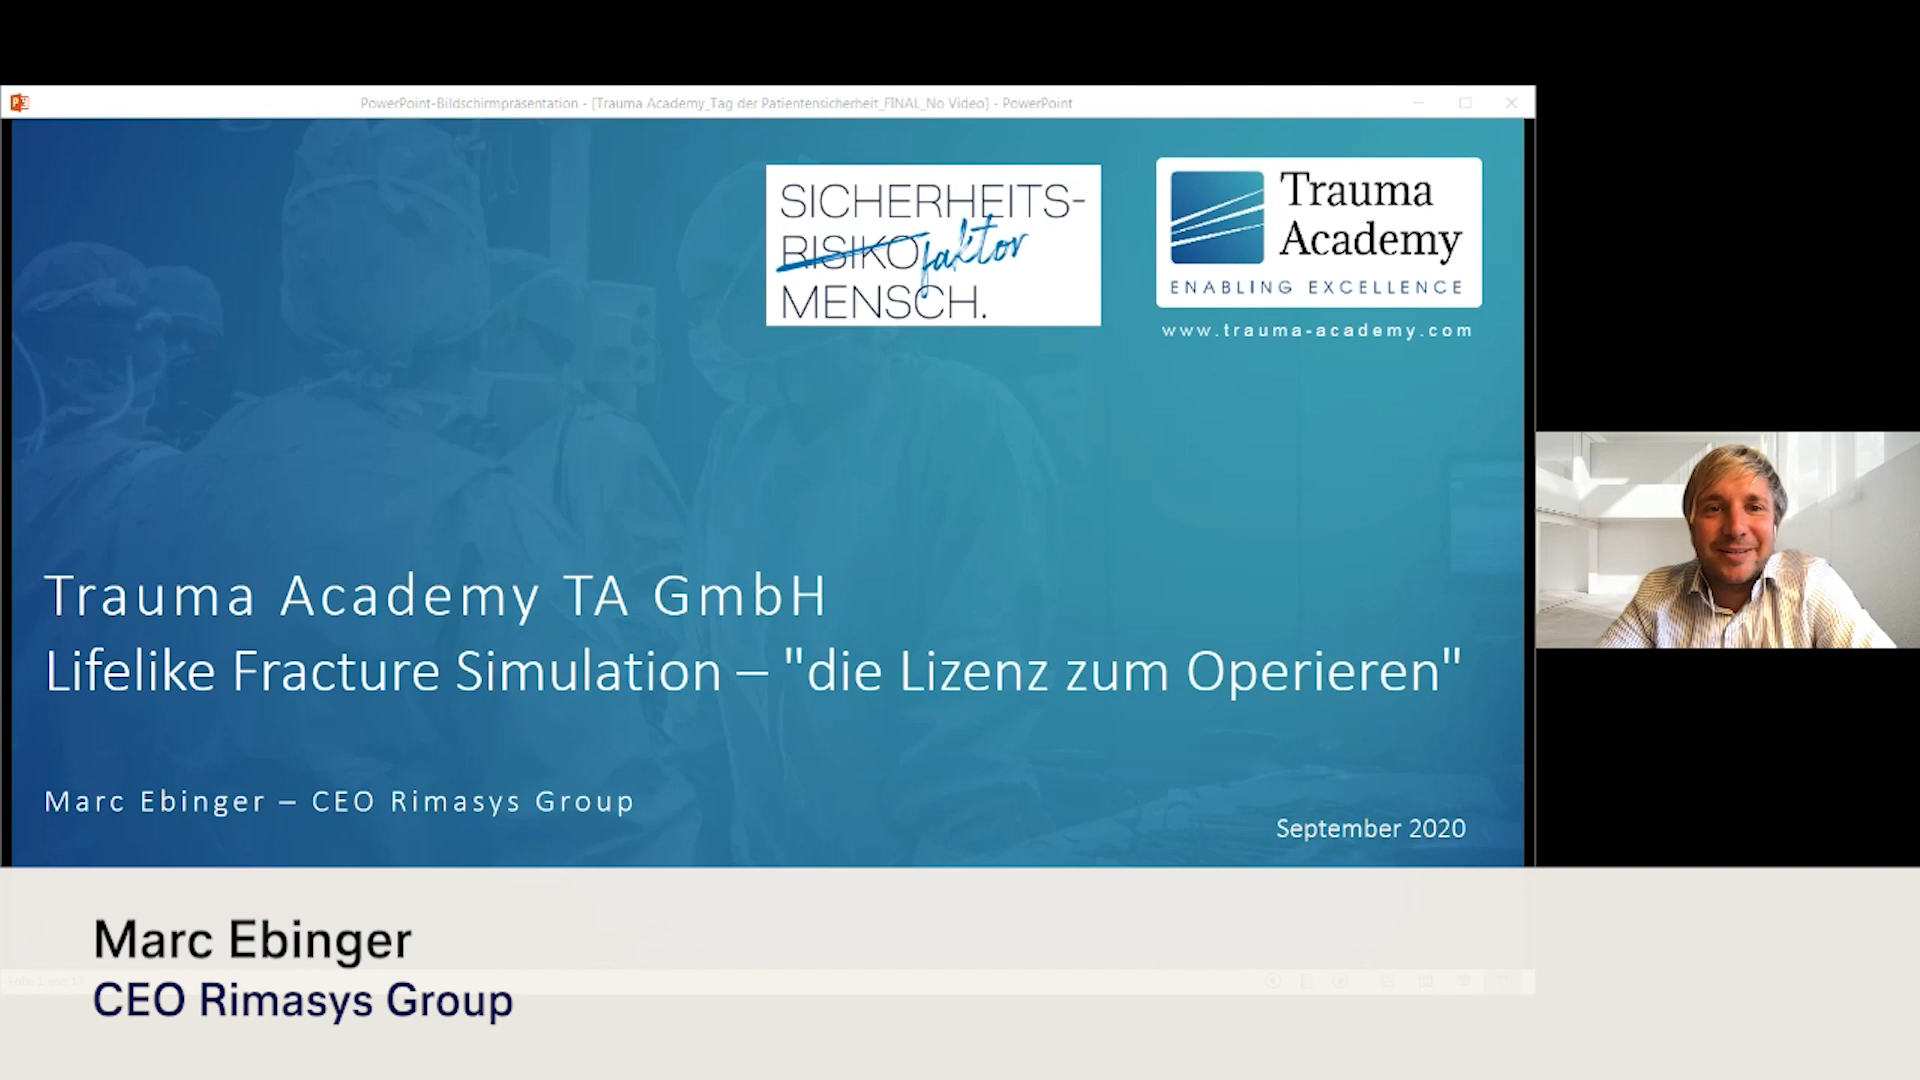 PowerPoint-Bildschirmpräsentation - [Trauma Academy_Tag der Patientensicherheit_FINAL_No Video] - PowerPoint
SICHERHEITS-
RISIKO faktor
MENSCH.
Trauma
Academy
ENABLING EXCELLENCE
www.trauma-academy.com
Trauma Academy TA GmbH
Lifelike Fracture Simulation – "die Lizenz zum Operieren"
Marc Ebinger – CEO Rimasys Group
September 2020
Marc Ebinger
CEO Rimasys Group